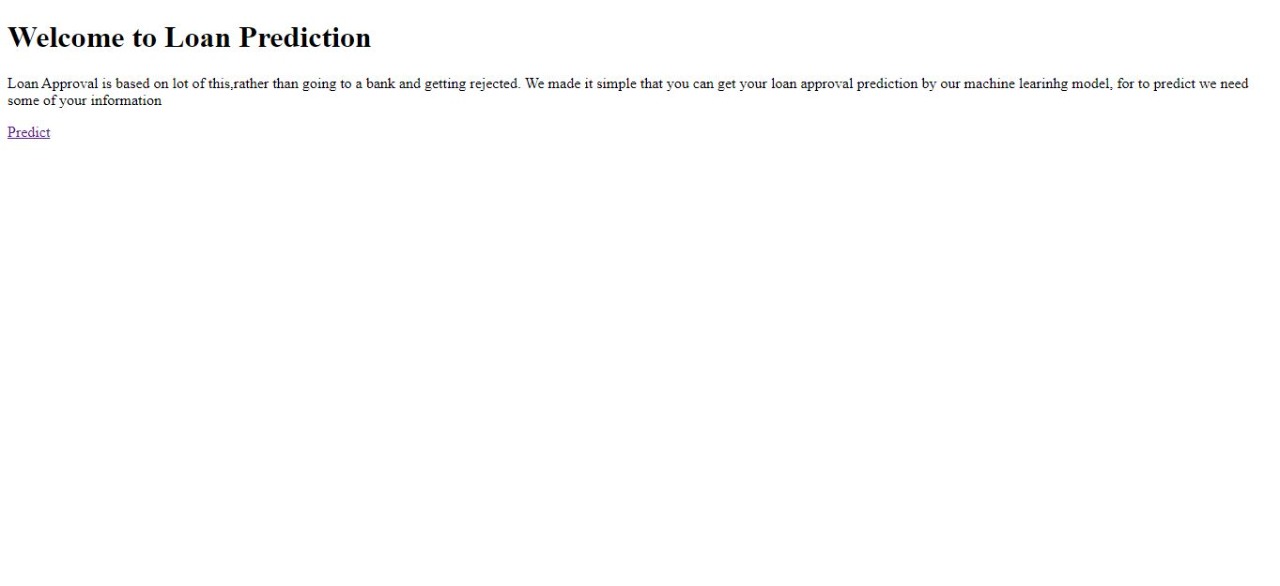 Welcome to Loan Prediction
Loan Approval is based on lot of this,rather than going to a bank and getting rejected. We made it simple that you can get your loan approval prediction by our machine learinhg model, for to predict we need
some of your information
Predict